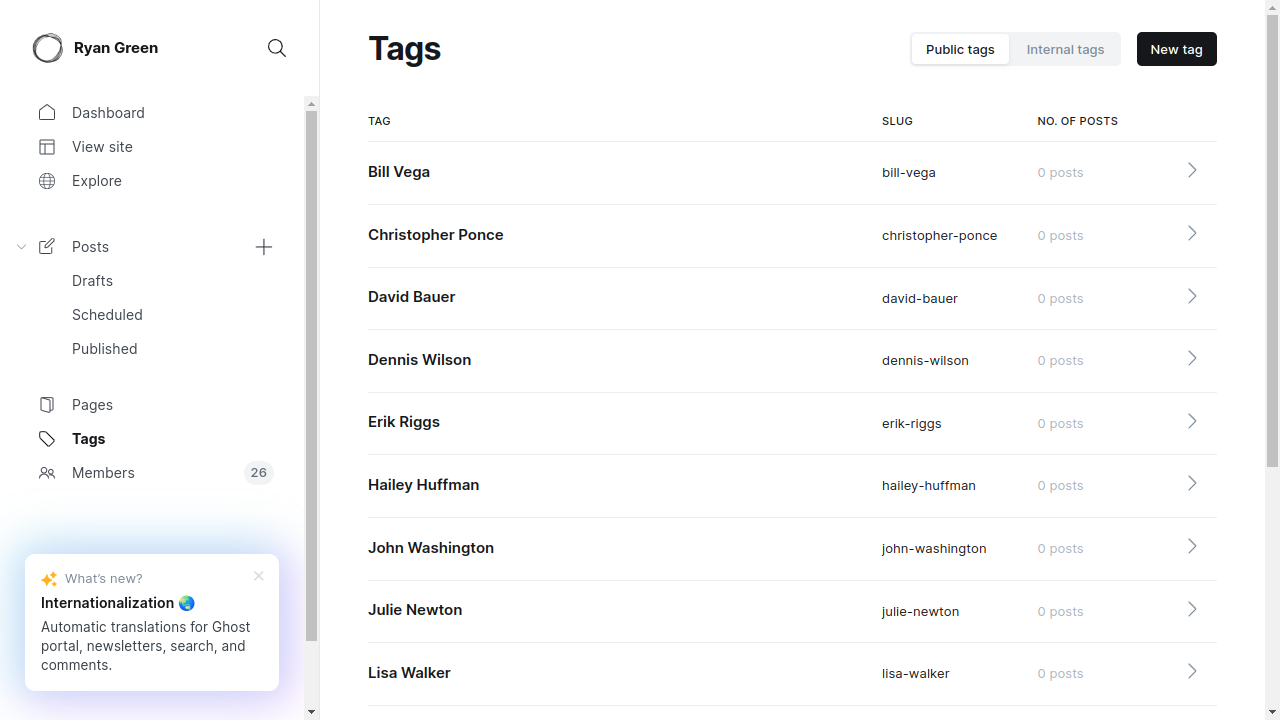 Ryan Green
Dashboard
View site
Explore
Posts
Drafts
Scheduled
Published
Pages
Tags
Members
26
What's new?
Internationalization 🌏
Automatic translations for Ghost
portal, newsletters, search, and
comments.
Tags
Public tags
Internal tags
New tag
TAG SLUG NO. OF POSTS
Bill Vega bill-vega 0 posts
Christopher Ponce christopher-ponce 0 posts
David Bauer david-bauer 0 posts
Dennis Wilson dennis-wilson 0 posts
Erik Riggs erik-riggs 0 posts
Hailey Huffman hailey-huffman 0 posts
John Washington john-washington 0 posts
Julie Newton julie-newton 0 posts
Lisa Walker lisa-walker 0 posts